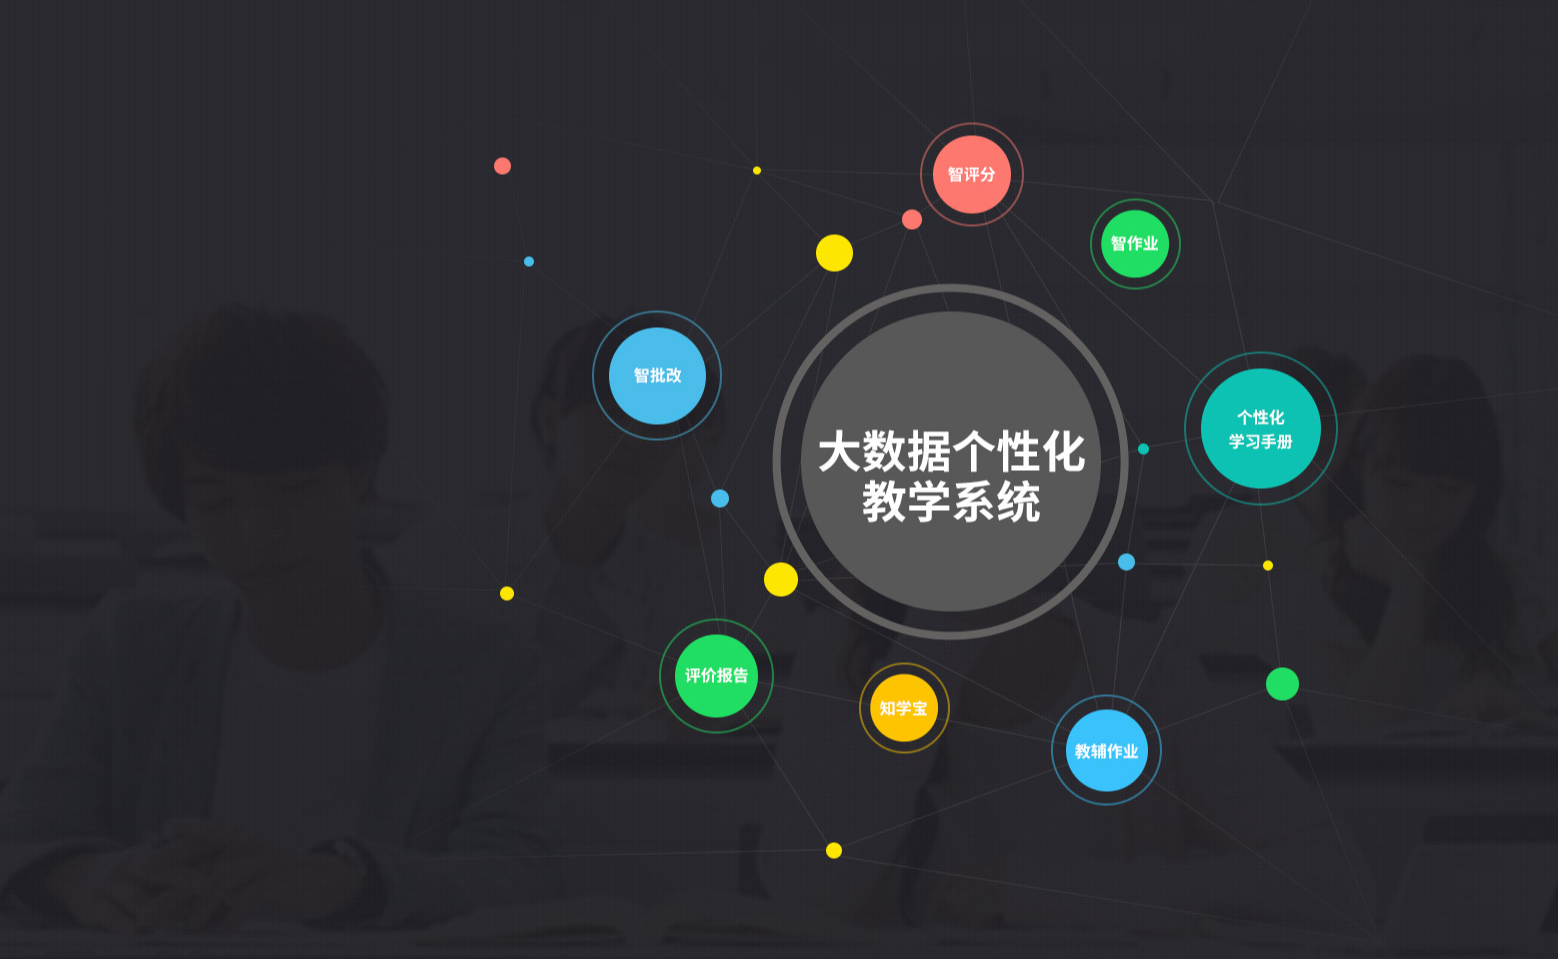 智评分
智作业
智批改
个性化
学习手册
大数据个性化
教学系统
评价报告
知学宝
教辅作业